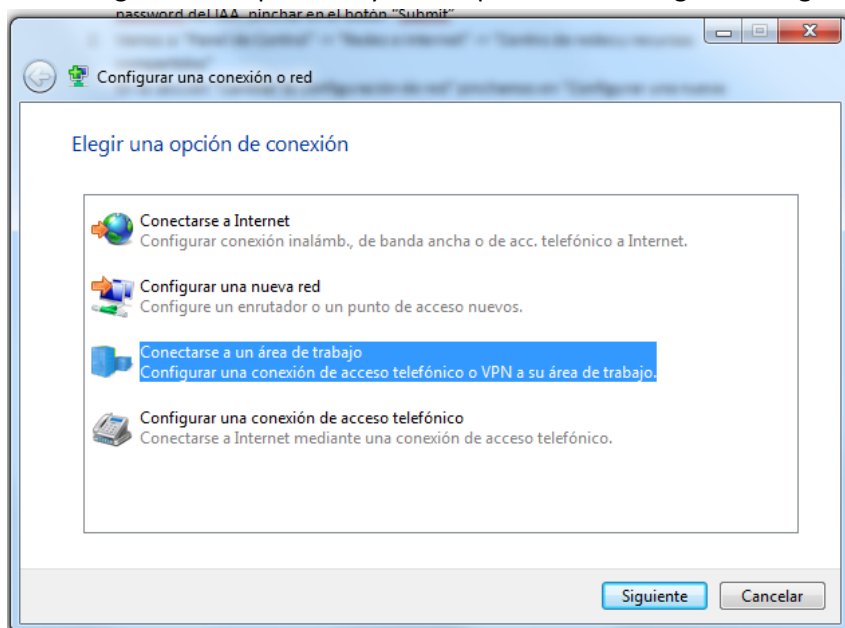 password del IAA, pinchar en el botón "Submit"
Configurar una conexión o red
Elegir una opción de conexión
Conectarse a Internet
Configurar conexión inalámb., de banda ancha o de acc. telefónico a Internet.
Configurar una nueva red
Configure un enrutador o un punto de acceso nuevos.
Conectarse a un área de trabajo
Configurar una conexión de acceso telefónico o VPN a su área de trabajo.
Configurar una conexión de acceso telefónico
Conectarse a Internet mediante una conexión de acceso telefónico.
Siguiente
Cancelar